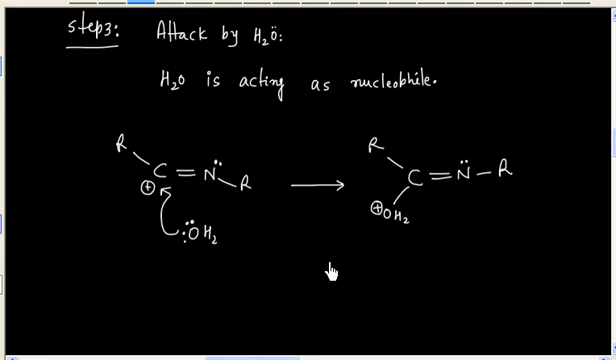 Step3: Attack by H₂Ö:
H₂O is acting as nucleophile.
R R
C = N̈ C = N̈ - R
⊕ R
⊕OH₂
:ÖH₂